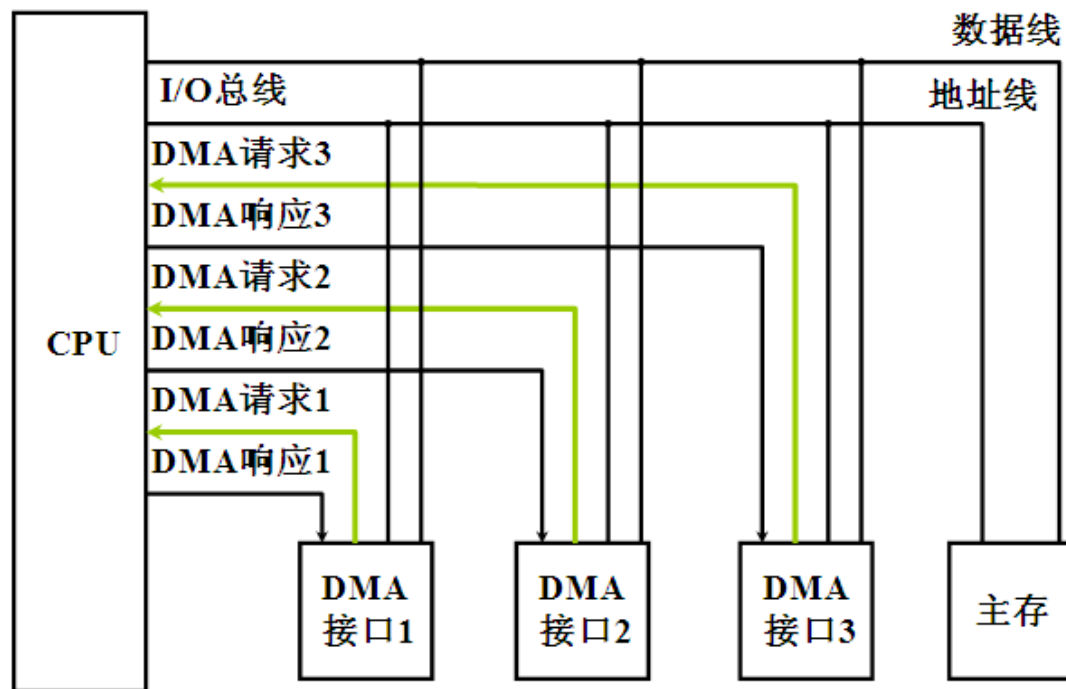 数据线
I/O总线
地址线
DMA请求3
DMA响应3
DMA请求2
CPU
DMA响应2
DMA请求1
DMA响应1
DMA
接口1
DMA
接口2
DMA
接口3
主存